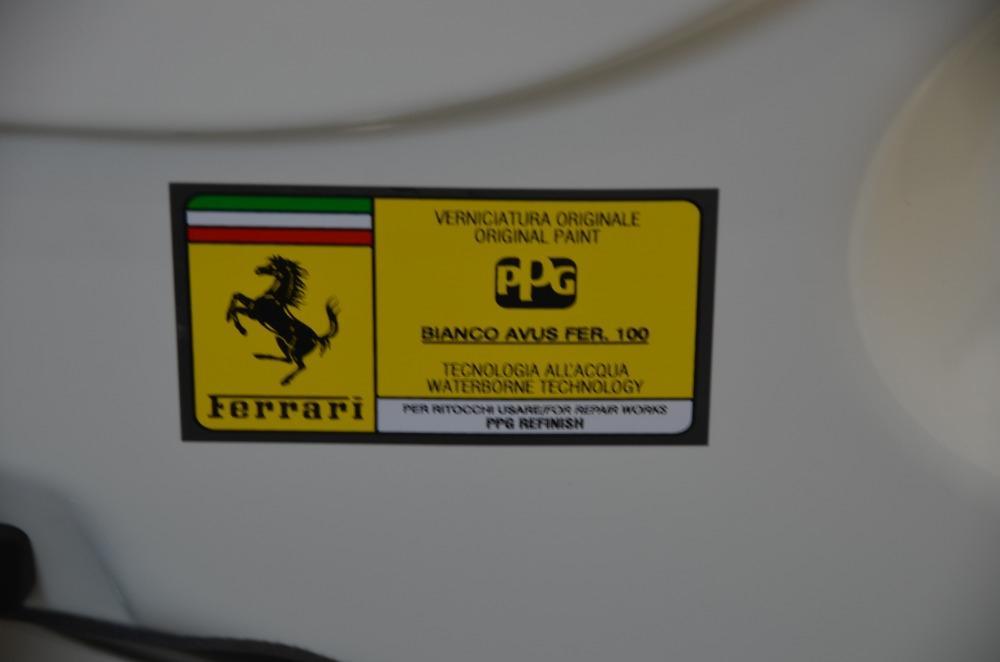 VERNICIATURA ORIGINALE
ORIGINAL PAINT
PPG
BIANCO AVUS FER. 100
TECNOLOGIA ALL'ACQUA
WATERBORNE TECHNOLOGY
Ferrari
PER RITOCCHI USARE/FOR REPAIR WORKS
PPG REFINISH